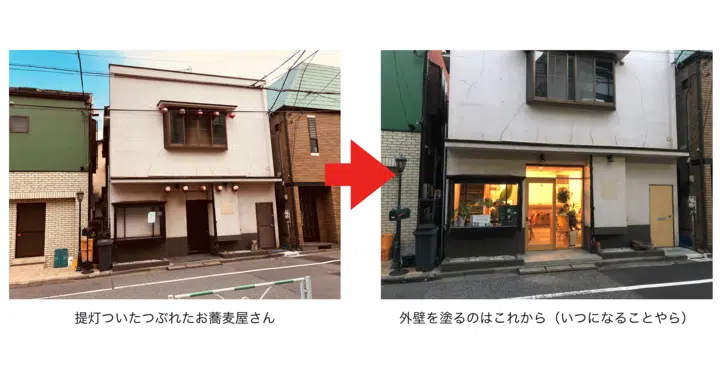 提灯ついたつぶれたお蕎麦屋さん
外壁を塗るのはこれから（いつになることやら）